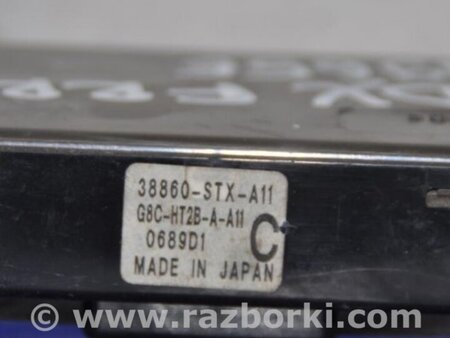 38860-STX-A11
G8C-HT2B-A-A11
0689D1
C
MADE IN JAPAN
© www.razborki.com